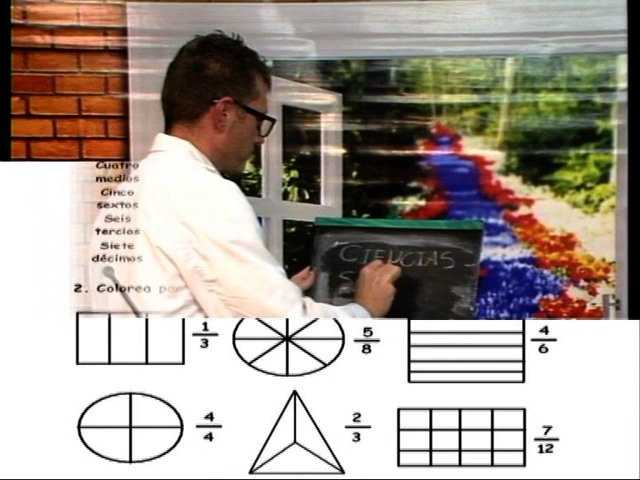 Cuatro
medios
Cinco
sextos
Seis
tercios
Siete
décimos
CIENCIAS
2. Colorea
1/3
5/8
4/6
4/4
2/3
7/12